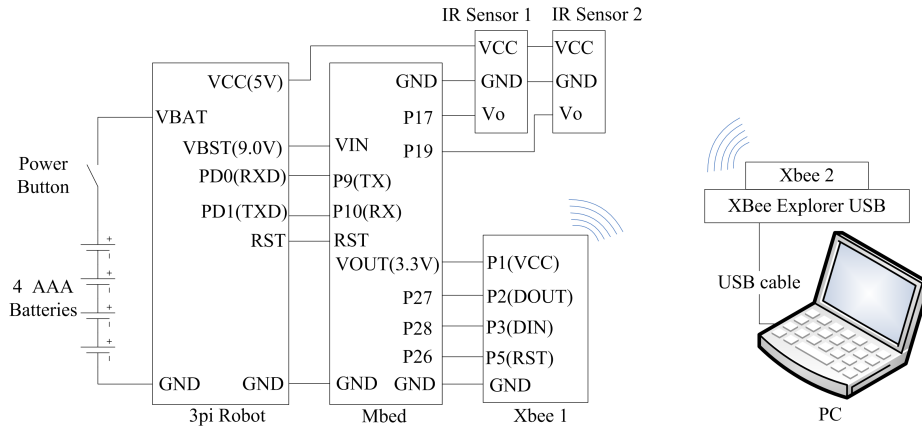 IR Sensor 1
IR Sensor 2
VCC
GND
Vo
VCC
GND
Vo
VCC(5V)
VBAT
VBST(9.0V)
PD0(RXD)
PD1(TXD)
RST
GND
GND
3pi Robot
Power
Button
+
-
+
-
+
-
+
-
4 AAA
Batteries
GND
P17
P19
VIN
P9(TX)
P10(RX)
RST
VOUT(3.3V)
P27
P28
P26
GND
GND
Mbed
P1(VCC)
P2(DOUT)
P3(DIN)
P5(RST)
GND
Xbee 1
Xbee 2
XBee Explorer USB
USB cable
PC